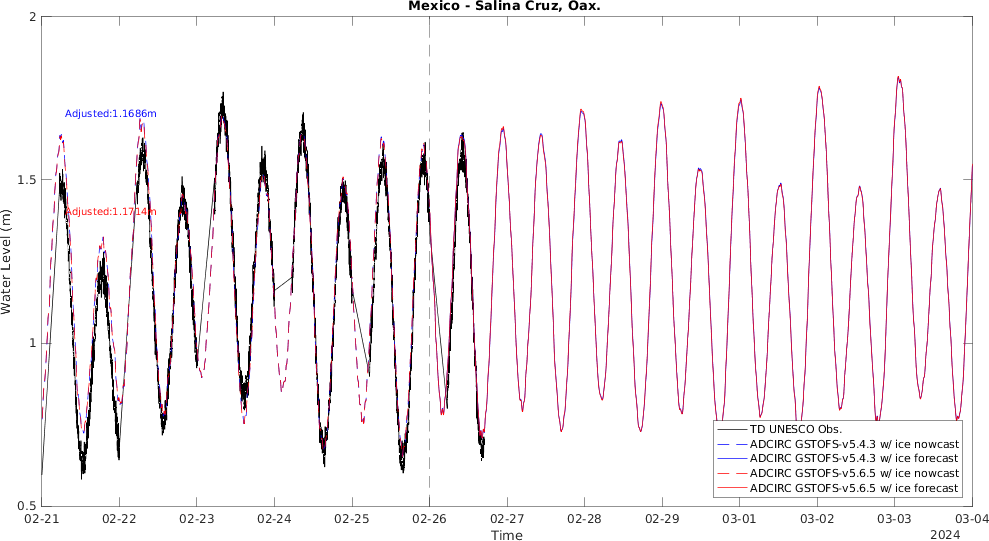 Mexico - Salina Cruz, Oax.
2
1.5
1
0.5
Water Level (m)
Adjusted:1.1686m
Adjusted:1.1714m
TD UNESCO Obs.
ADCIRC GSTOFS-v5.4.3 w/ ice nowcast
ADCIRC GSTOFS-v5.4.3 w/ ice forecast
ADCIRC GSTOFS-v5.6.5 w/ ice nowcast
ADCIRC GSTOFS-v5.6.5 w/ ice forecast
02-21 02-22 02-23 02-24 02-25 02-26 02-27 02-28 02-29 03-01 03-02 03-03 03-04
Time
2024